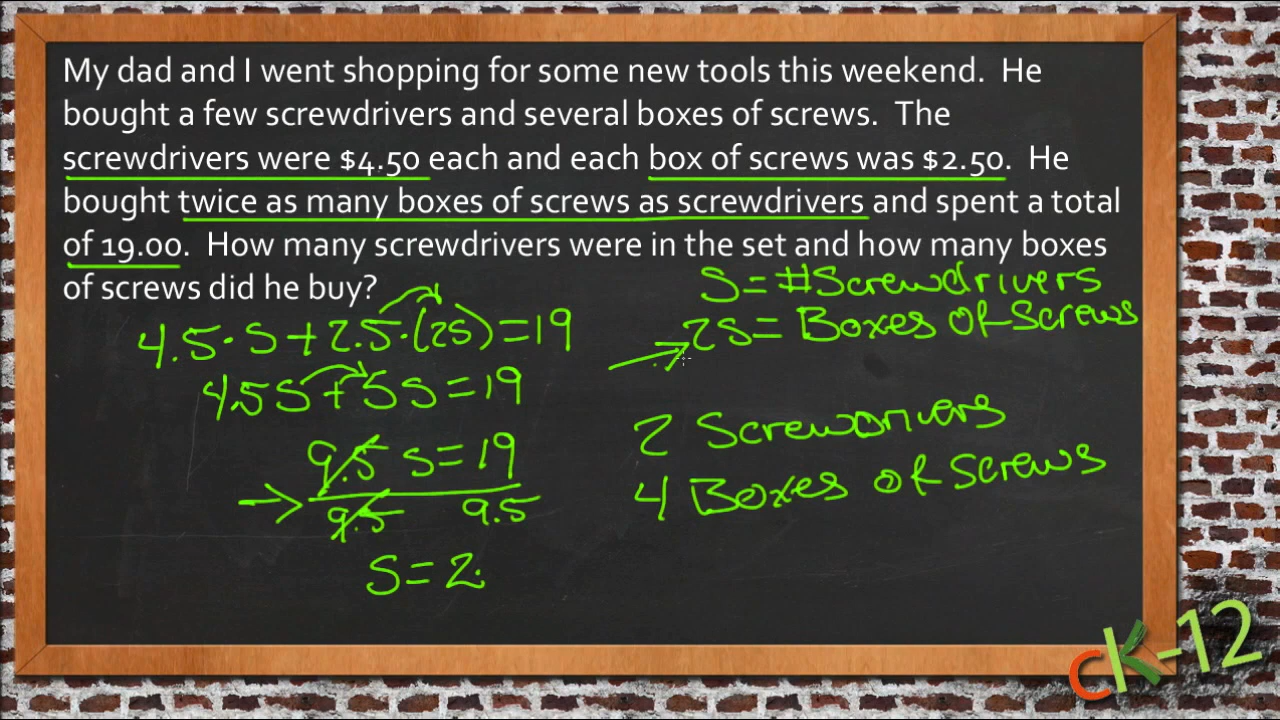 My dad and I went shopping for some new tools this weekend. He
bought a few screwdrivers and several boxes of screws. The
screwdrivers were $4.50 each and each box of screws was $2.50. He
bought twice as many boxes of screws as screwdrivers and spent a total
of 19.00. How many screwdrivers were in the set and how many boxes
of screws did he buy?
S = # Screwdrivers
2S = Boxes of Screws
4.5 · S + 2.5 · (2S) = 19
4.5S + 5S = 19
9.5 S = 19
9.5 9.5
S = 2
2 Screwdrivers
4 Boxes of Screws
CK-12